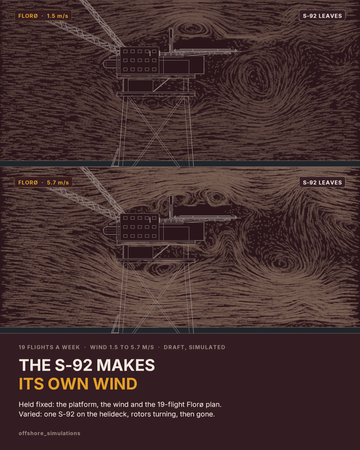 FLORØ · 1.5 m/s
S-92 LEAVES
FLORØ · 5.7 m/s
S-92 LEAVES
19 FLIGHTS A WEEK · WIND 1.5 TO 5.7 M/S · DRAFT, SIMULATED
THE S-92 MAKES
ITS OWN WIND
Held fixed: the platform, the wind and the 19-flight Florø plan.
Varied: one S-92 on the helideck, rotors turning, then gone.
offshore_simulations